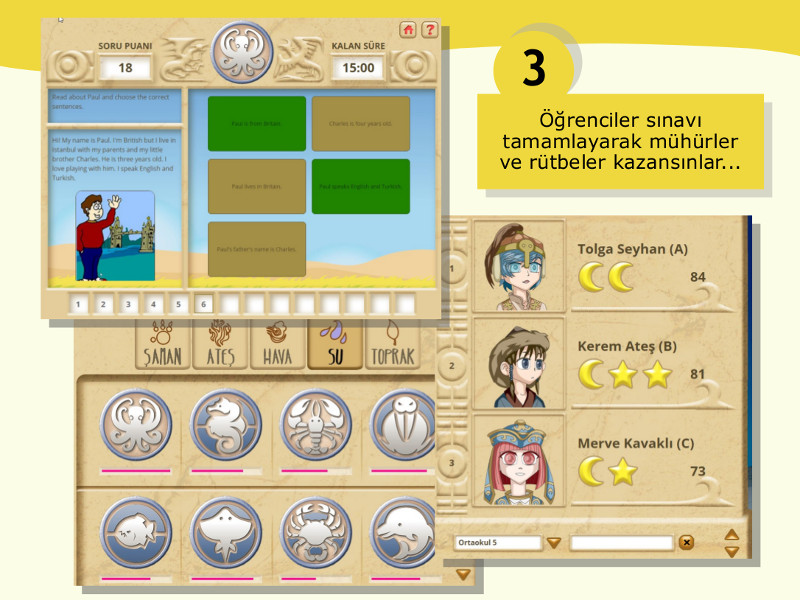 SORU PUANI
18
KALAN SÜRE
15:00
?
Read about Paul and choose the correct
sentences.
Hi! My name is Paul. I'm British but I live in
Istanbul with my parents and my little
brother Charles. He is three years old. I
love playing with him. I speak English and
Turkish.
Paul is from Britain.
Charles is four years old.
Paul lives in Britain.
Paul speaks English and Turkish.
Paul's father's name is Charles.
1 2 3 4 5 6
3
Öğrenciler sınavı
tamamlayarak mühürler
ve rütbeler kazansınlar...
ŞAMAN ATEŞ HAVA SU TOPRAK
1
Tolga Seyhan (A)
84
2
Kerem Ateş (B)
81
3
Merve Kavaklı (C)
73
Ortaokul 5